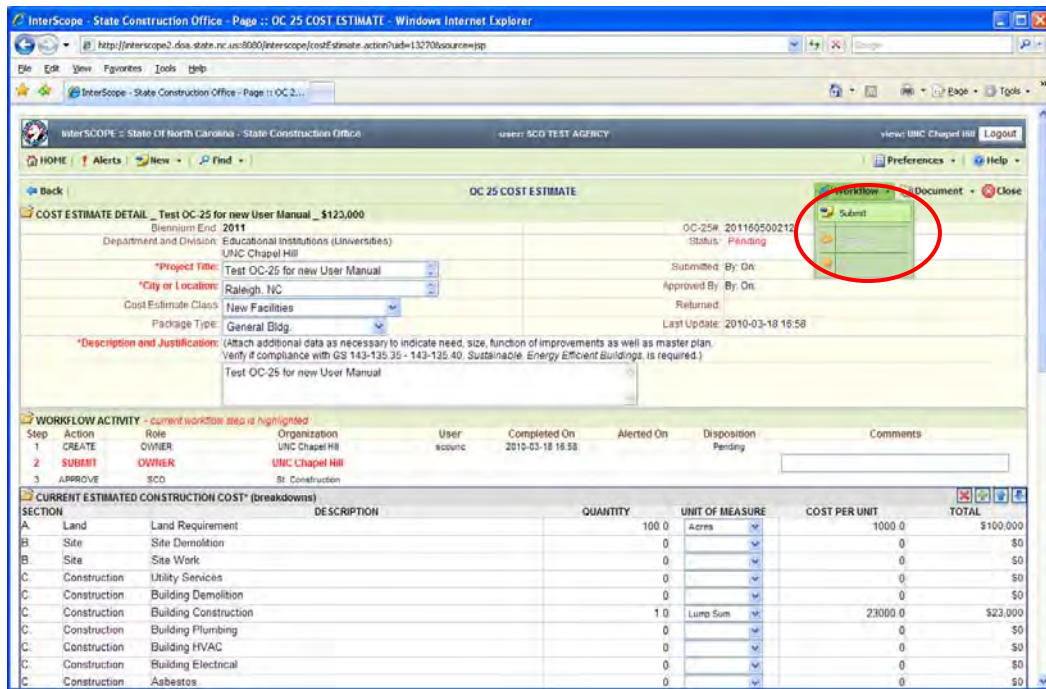 InterScope - State Construction Office - Page :: OC 25 COST ESTIMATE - Windows Internet Explorer
http://interscope2.doa.state.nc.us:8080/interscope/costEstimate.action?uid=13270&source=jsp
Google
File Edit View Favorites Tools Help
InterScope - State Construction Office - Page :: OC 2...
Page Tools
InterSCOPE :: State Of North Carolina - State Construction Office user: SCO TEST AGENCY view: UNC Chapel Hill Logout
HOME ! Alerts New Find Preferences Help
Back OC 25 COST ESTIMATE Workflow Document Close
Submit
COST ESTIMATE DETAIL _ Test OC-25 for new User Manual _ $123,000
Biennium End: 2011 OC-25#: 201160500212
Department and Division: Educational Institutions (Universities) Status: Pending
UNC Chapel Hill
*Project Title: Test OC-25 for new User Manual Submitted: By: On:
*City or Location: Raleigh, NC Approved By: By: On:
Cost Estimate Class: New Facilities Returned:
Package Type: General Bldg. Last Update: 2010-03-18 16:58
*Description and Justification: (Attach additional data as necessary to indicate need, size, function of improvements as well as master plan.
Verify if compliance with GS 143-135.35 - 143-135.40, Sustainable, Energy Efficient Buildings, is required.)
Test OC-25 for new User Manual
WORKFLOW ACTIVITY - current workflow step is highlighted
Step Action Role Organization User Completed On Alerted On Disposition Comments
1 CREATE OWNER UNC Chapel Hill scounc 2010-03-18 16:58 Pending
2 SUBMIT OWNER UNC Chapel Hill
3 APPROVE SCO St. Construction
CURRENT ESTIMATED CONSTRUCTION COST* (breakdowns)
SECTION DESCRIPTION QUANTITY UNIT OF MEASURE COST PER UNIT TOTAL
A. Land Land Requirement 100.0 Acres 1000.0 $100,000
B. Site Site Demolition 0 0 $0
B. Site Site Work 0 0 $0
C. Construction Utility Services 0 0 $0
C. Construction Building Demolition 0 0 $0
C. Construction Building Construction 1.0 Lump Sum 23000.0 $23,000
C. Construction Building Plumbing 0 0 $0
C. Construction Building HVAC 0 0 $0
C. Construction Building Electrical 0 0 $0
C. Construction Asbestos 0 0 $0